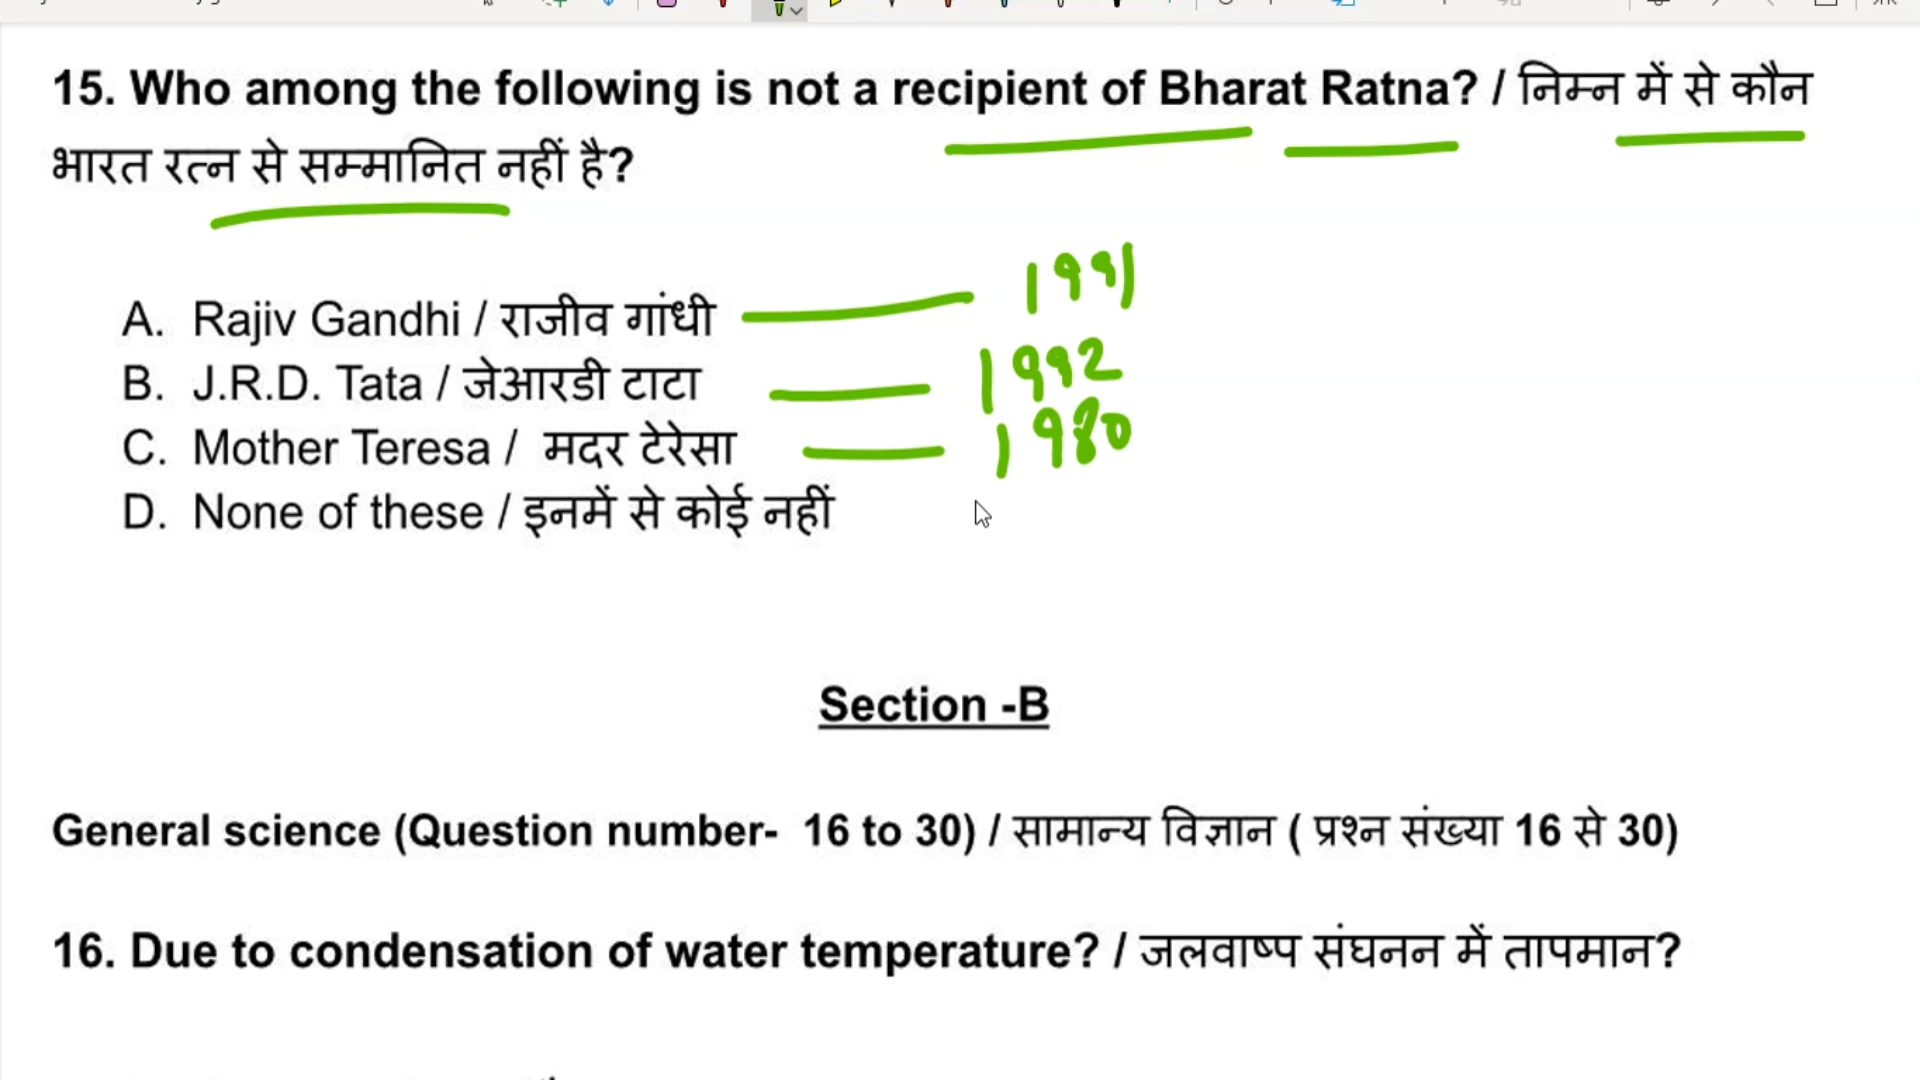 15. Who among the following is not a recipient of Bharat Ratna? / निम्न में से कौन
भारत रत्न से सम्मानित नहीं है?
A. Rajiv Gandhi / राजीव गांधी 1991
B. J.R.D. Tata / जेआरडी टाटा 1992
C. Mother Teresa / मदर टेरेसा 1980
D. None of these / इनमें से कोई नहीं
Section -B
General science (Question number- 16 to 30) / सामान्य विज्ञान ( प्रश्न संख्या 16 से 30)
16. Due to condensation of water temperature? / जलवाष्प संघनन में तापमान?